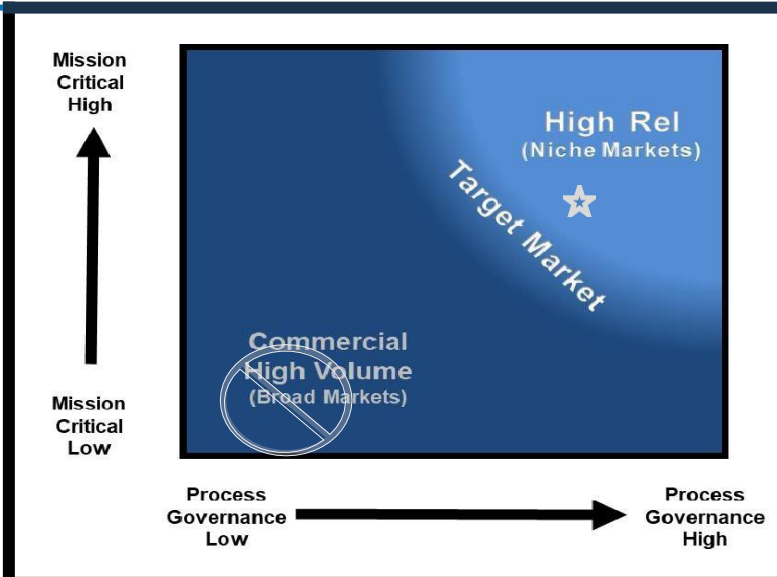 Mission
Critical
High
High Rel
(Niche Markets)
Target Market
Commercial
High Volume
(Broad Markets)
Mission
Critical
Low
Process
Governance
Low
Process
Governance
High